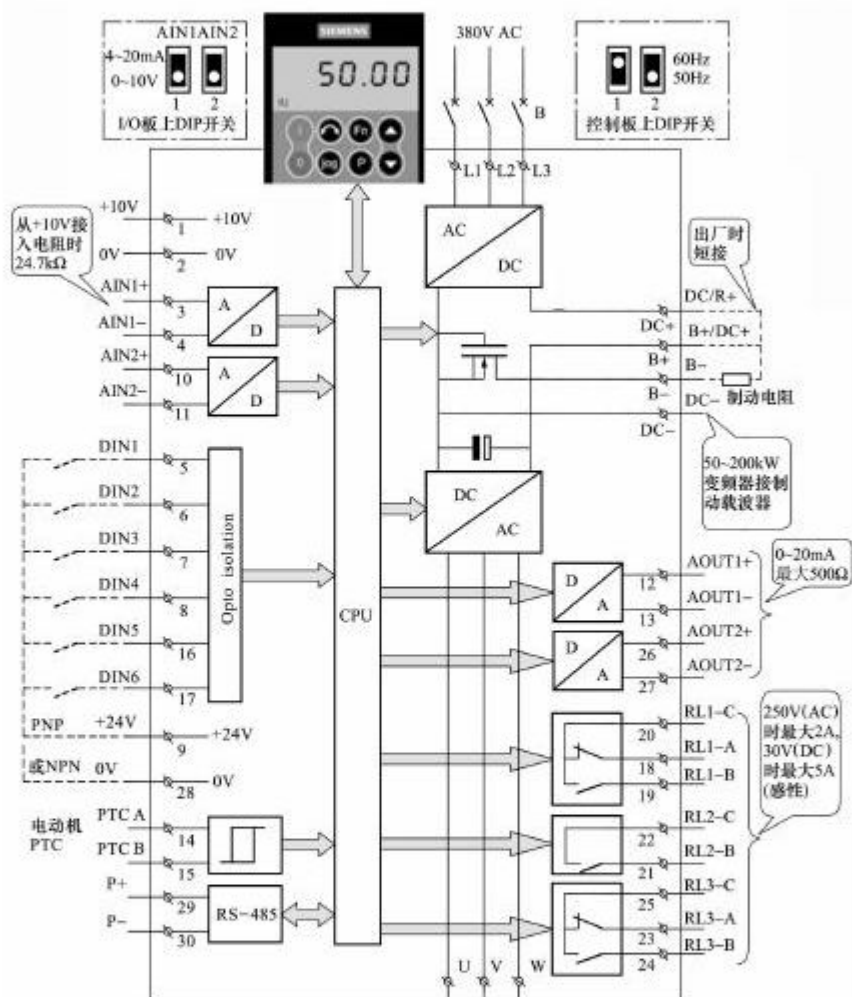 AIN1AIN2
4~20mA
0~10V
1 2
I/O板上DIP开关
SIEMENS
50.00
Fn
0
jog
P
380V AC
B
L1 L2 L3
60Hz
50Hz
1 2
控制板上DIP开关
从+10V接
入电阻时
24.7kΩ
+10V 1 +10V
0V 2 0V
AIN1+ 3
AIN1- 4
A
D
AIN2+ 10
AIN2- 11
A
D
DIN1 5
DIN2 6
DIN3 7
DIN4 8
DIN5 16
DIN6 17
Opto isolation
PNP +24V 9 +24V
或NPN 0V 28 0V
电动机
PTC
PTC A 14
PTC B 15
P+ 29
P- 30
RS-485
CPU
AC
DC
出厂时
短接
DC/R+
DC+
B+/DC+
B+
B-
B-
制动电阻
DC-
DC-
50~200kW
变频器接制
动载波器
DC
AC
D
A
AOUT1+
12
AOUT1-
13
D
A
AOUT2+
26
AOUT2-
27
0~20mA
最大500Ω
RL1-C
20
RL1-A
18
RL1-B
19
RL2-C
22
RL2-B
21
RL3-C
25
RL3-A
23
RL3-B
24
250V(AC)
时最大2A,
30V(DC)
时最大5A
(感性)
U V W